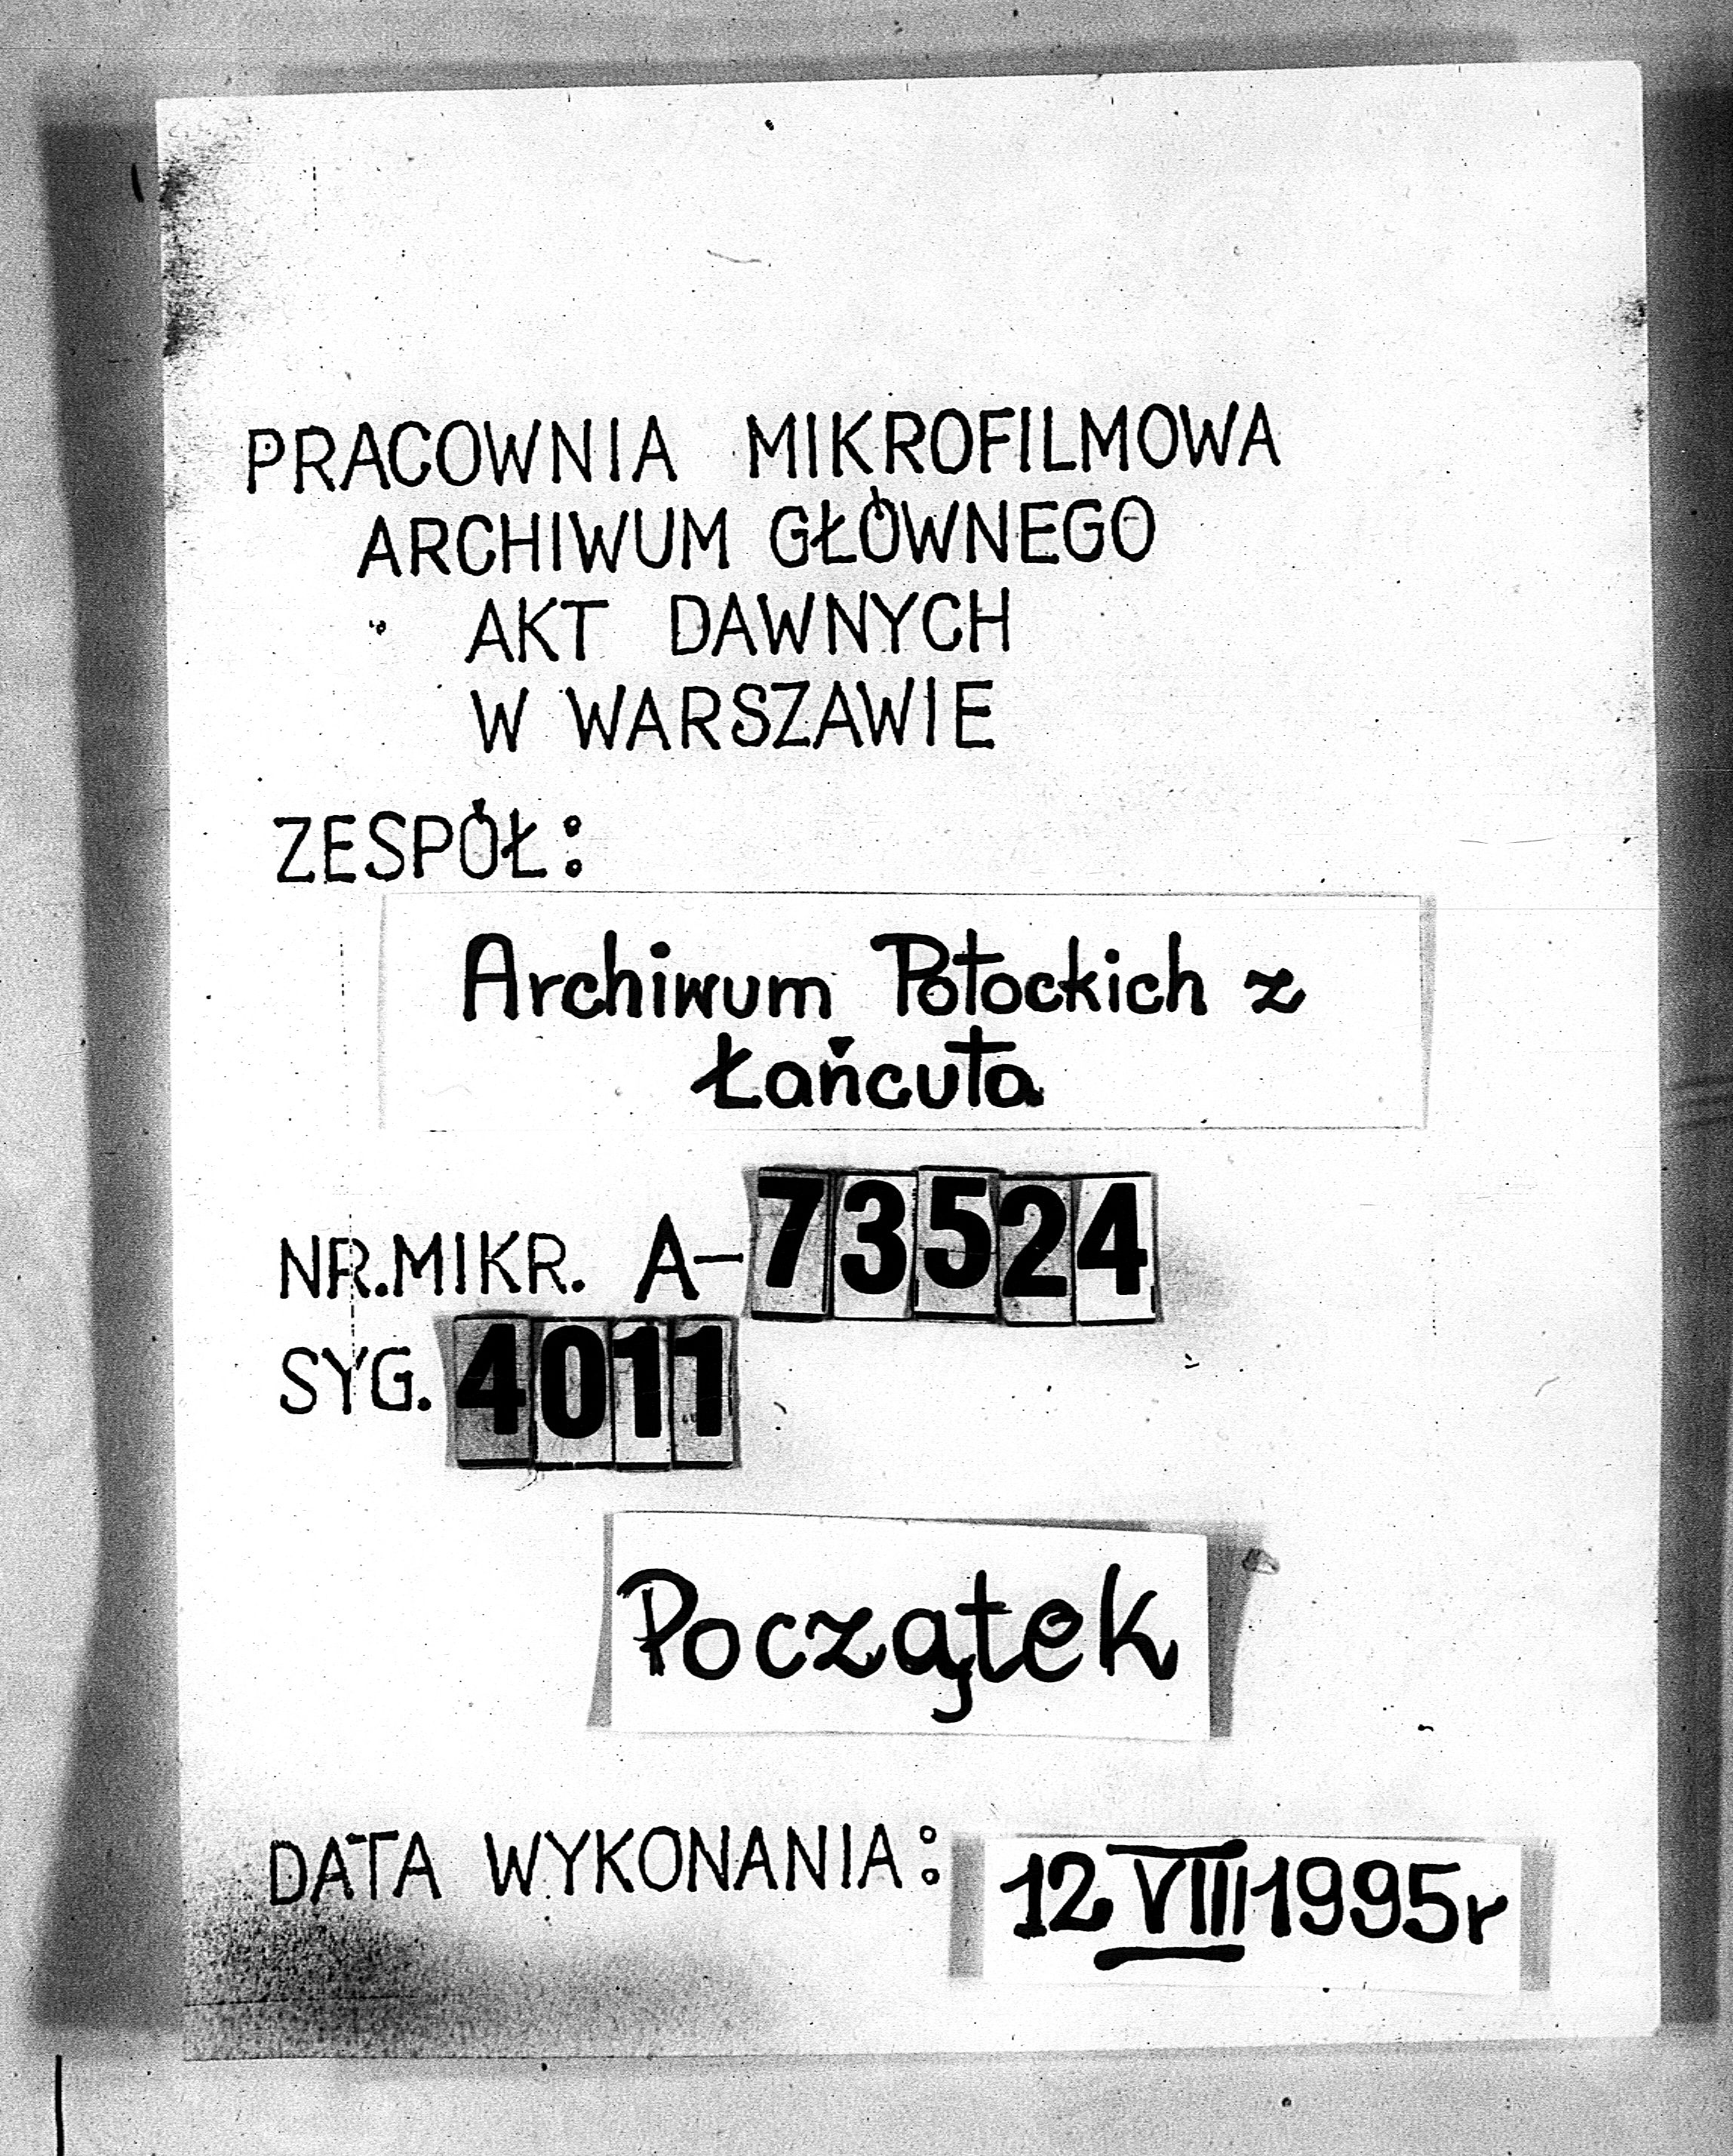 PRACOWNIA MIKROFILMOWA
ARCHIWUM GŁÓWNEGO
AKT DAWNYCH
W WARSZAWIE
ZESPÓŁ:
Archiwum Potockich z
Łańcuta
NR.MIKR. A-73524
SYG. 4011
Początek
DATA WYKONANIA: 12 VIII 1995r